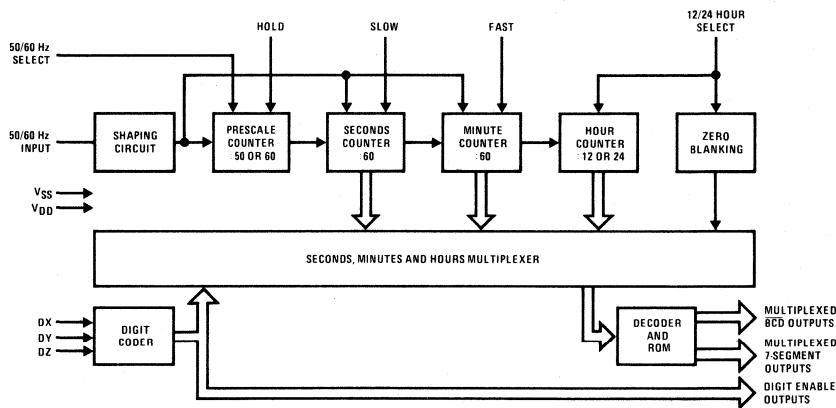 12/24 HOUR
SELECT
HOLD
SLOW
FAST
50/60 Hz
SELECT
50/60 Hz
INPUT
SHAPING
CIRCUIT
PRESCALE
COUNTER
:50 OR 60
SECONDS
COUNTER
:60
MINUTE
COUNTER
:60
HOUR
COUNTER
:12 OR 24
ZERO
BLANKING
VSS
VDD
SECONDS, MINUTES AND HOURS MULTIPLEXER
DX
DY
DZ
DIGIT
CODER
DECODER
AND
ROM
MULTIPLEXED
BCD OUTPUTS
MULTIPLEXED
7-SEGMENT
OUTPUTS
DIGIT ENABLE
OUTPUTS